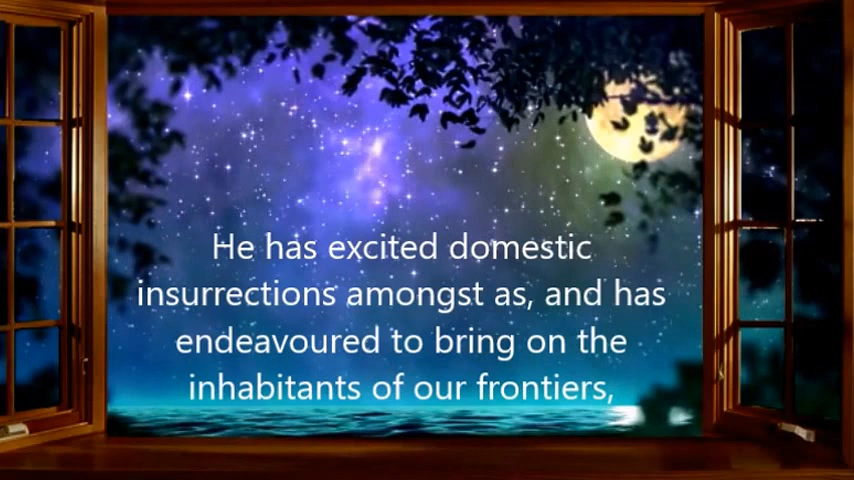 He has excited domestic
insurrections amongst as, and has
endeavoured to bring on the
inhabitants of our frontiers,